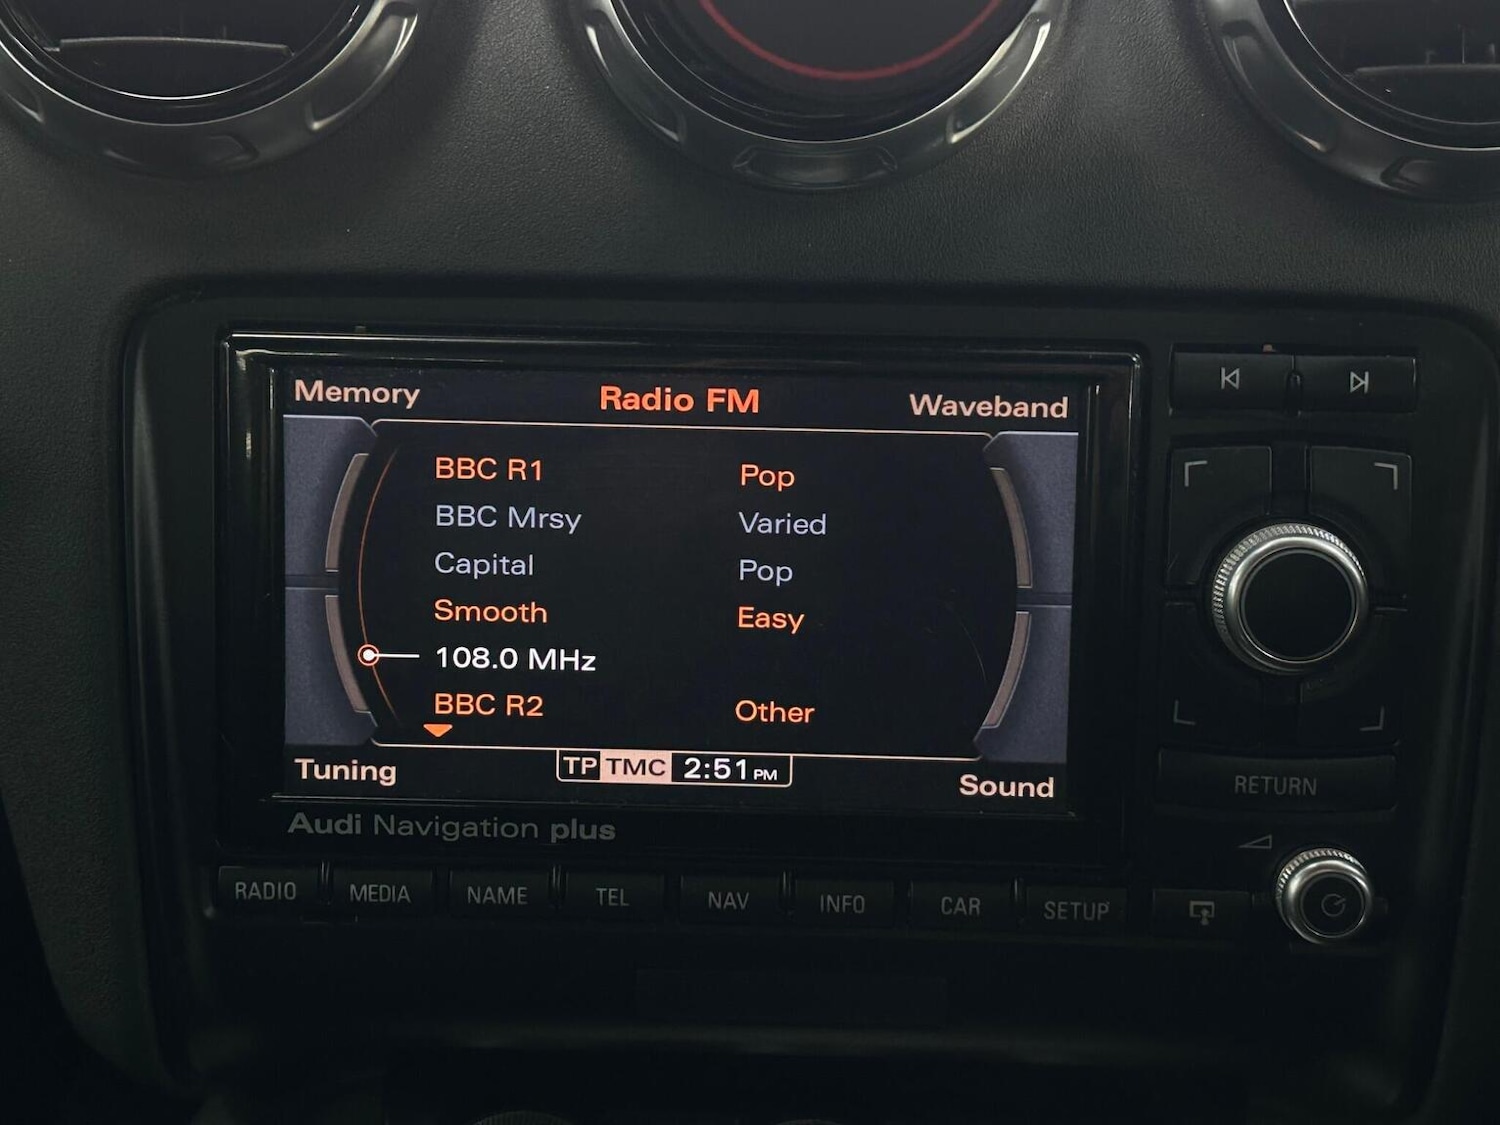 Memory Radio FM Waveband
BBC R1 Pop
BBC Mrsy Varied
Capital Pop
Smooth Easy
108.0 MHz
BBC R2 Other
Tuning TP TMC 2:51 PM Sound
Audi Navigation plus
RETURN
RADIO MEDIA NAME TEL NAV INFO CAR SETUP